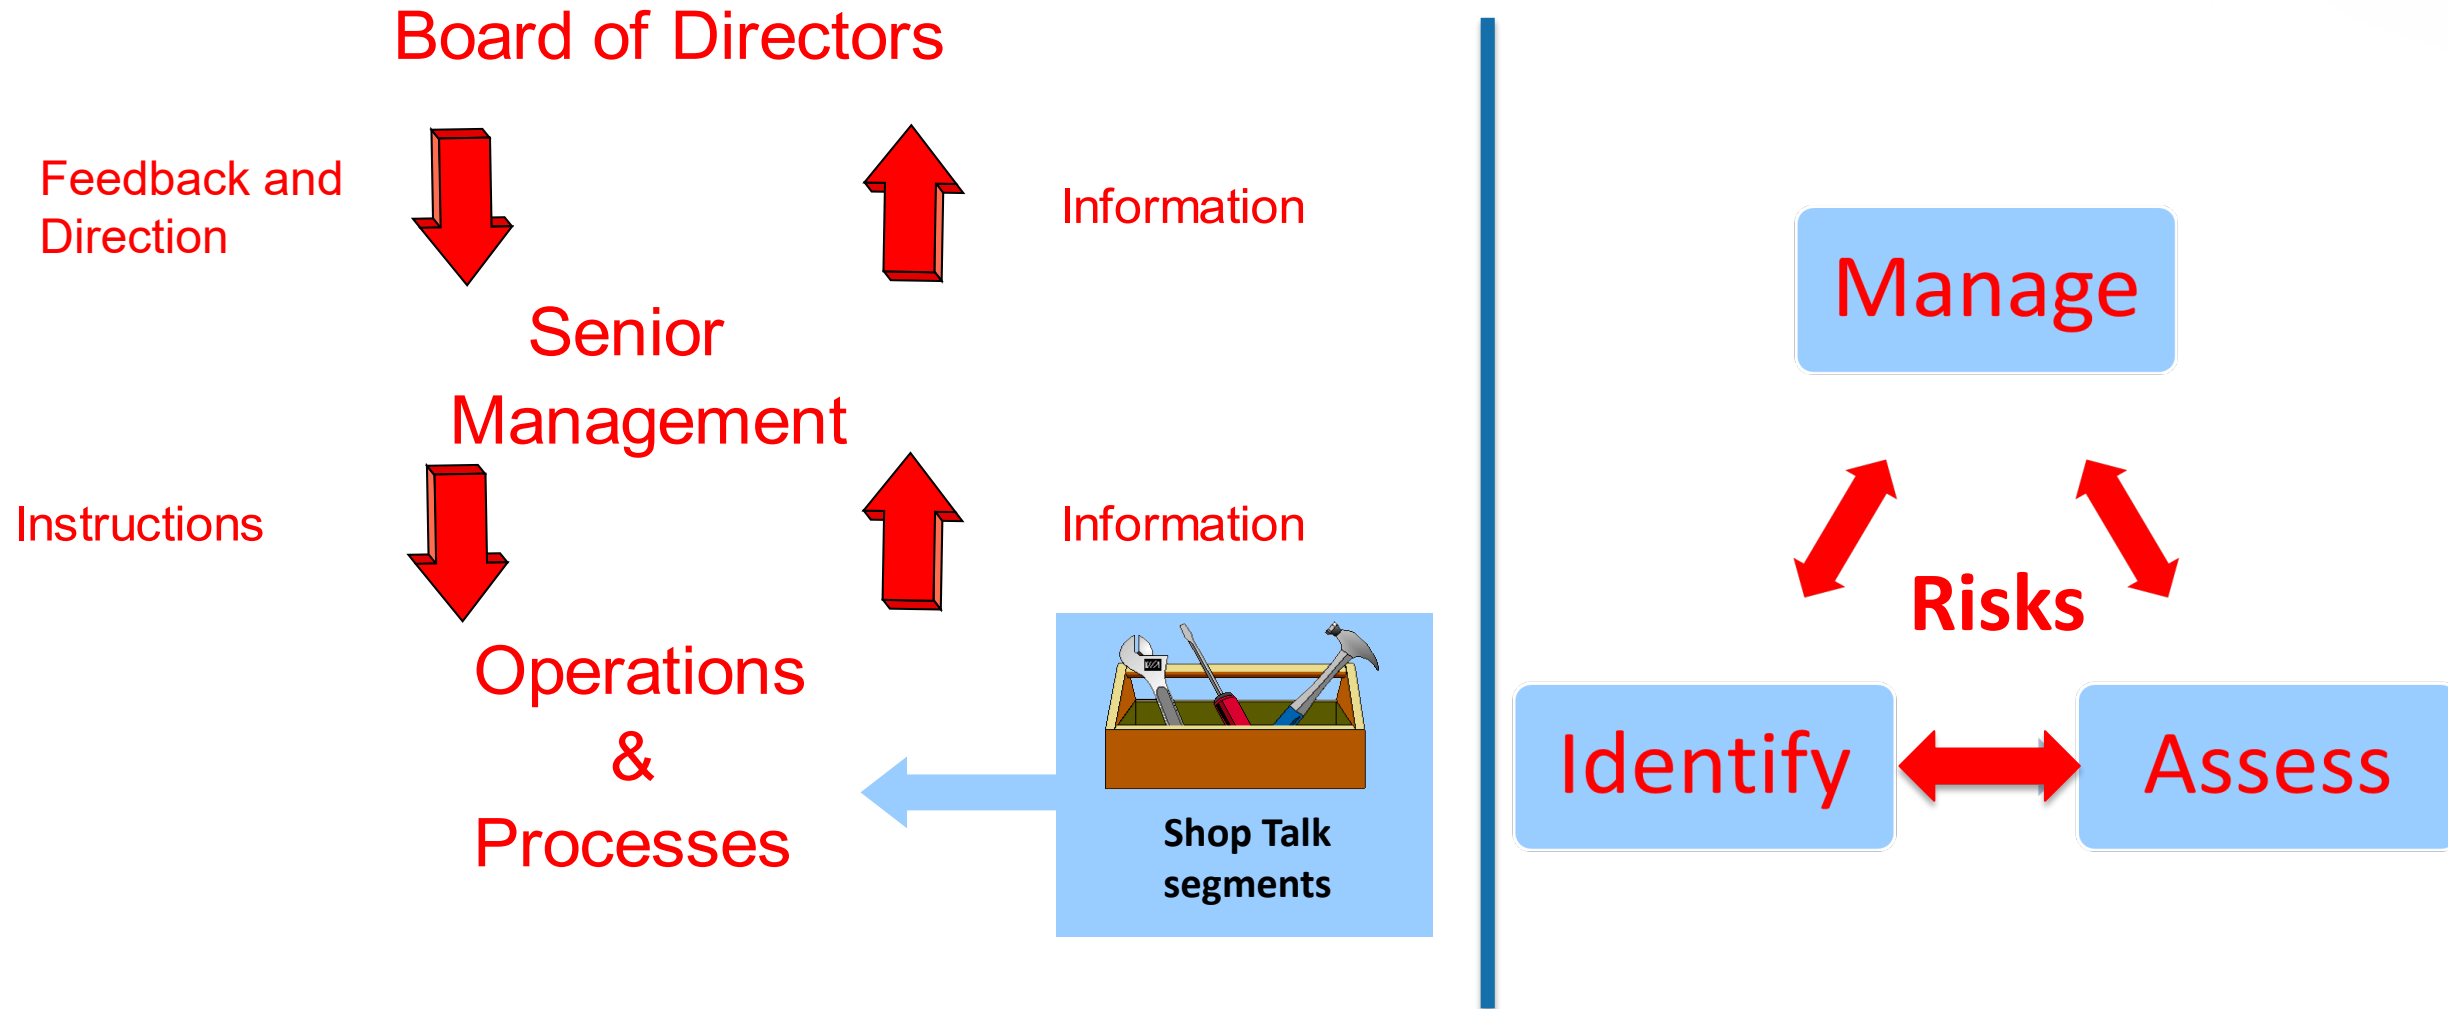 Board of Directors
Feedback and
Direction
Information
Senior
Management
Instructions
Information
Operations
&
Processes
Shop Talk
segments
Manage
Risks
Identify
Assess